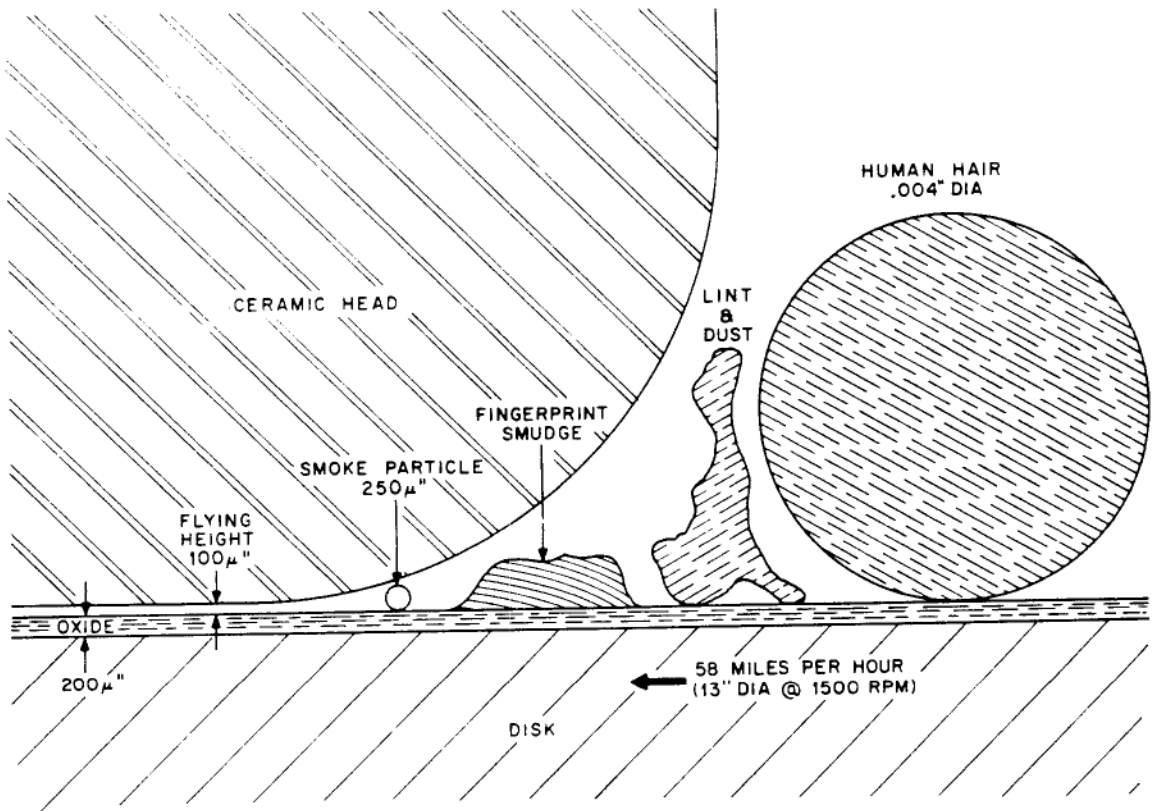 HUMAN HAIR
.004" DIA
LINT
&
DUST
CERAMIC HEAD
FINGERPRINT
SMUDGE
SMOKE PARTICLE
250μ"
FLYING
HEIGHT
100μ"
OXIDE
200μ"
58 MILES PER HOUR
(13" DIA @ 1500 RPM)
DISK